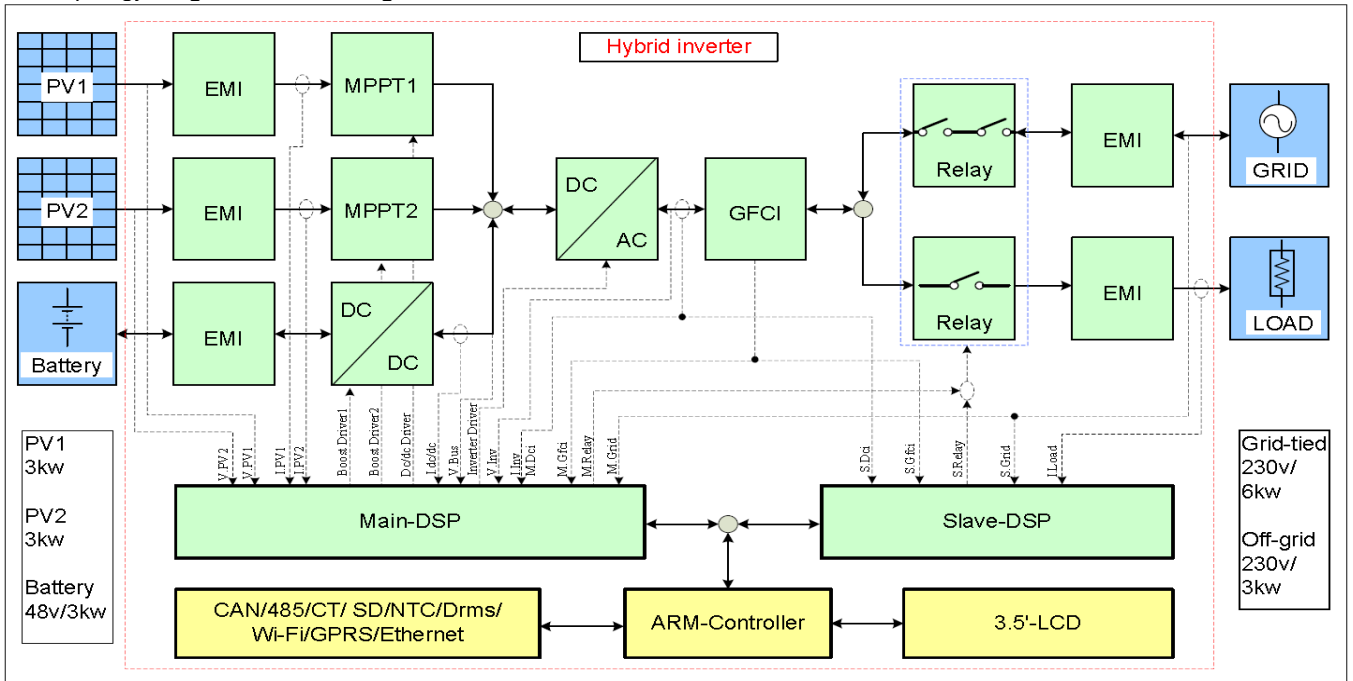 Hybrid inverter
PV1
EMI
MPPT1
PV2
EMI
MPPT2
Battery
EMI
DC
DC
DC
AC
GFCI
Relay
EMI
GRID
Relay
EMI
LOAD
V.PV2
V.PV1
I.PV1
I.PV2
Boost Driver1
Boost Driver2
Dc/dc Driver
I.dc/dc
V.Bus
Inverter Driver
V.Inv
I.Inv
M.Dci
M.Gfci
M.Relay
M.Grid
S.Dci
S.Gfci
S.Relay
S.Grid
I.Load
Main-DSP
Slave-DSP
CAN/485/CT/ SD/NTC/Drms/
Wi-Fi/GPRS/Ethernet
ARM-Controller
3.5'-LCD
PV1
3kw
PV2
3kw
Battery
48v/3kw
Grid-tied
230v/
6kw
Off-grid
230v/
3kw